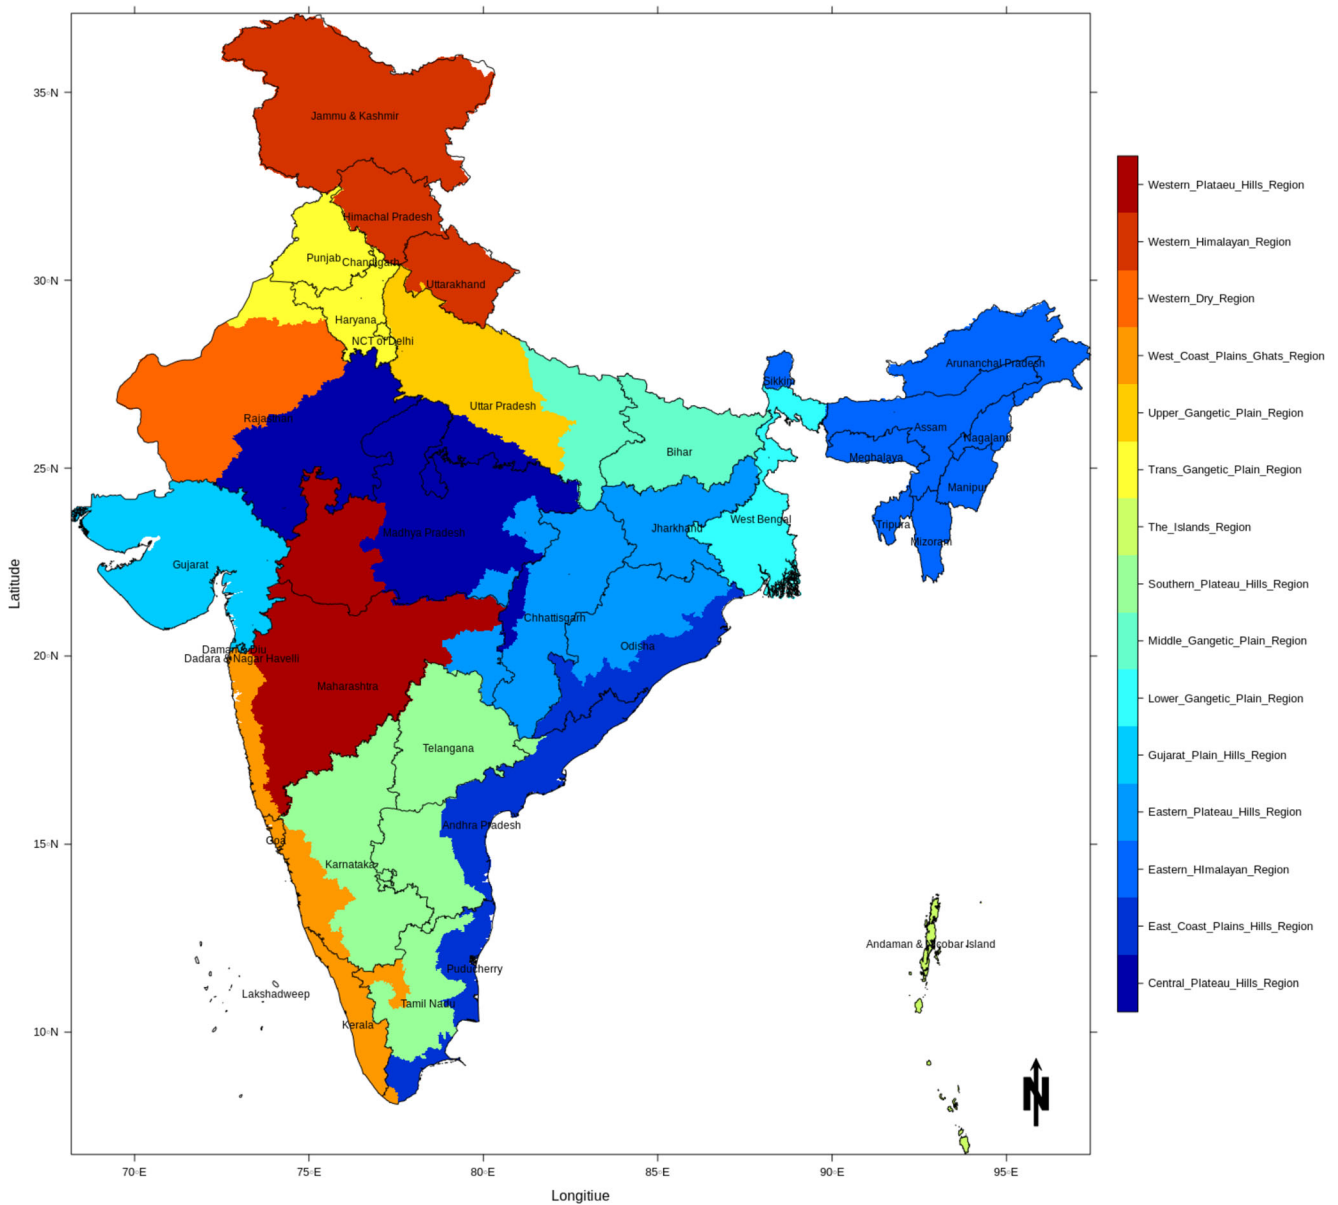 35°N
30°N
25°N
20°N
15°N
10°N
Latitude
70°E
75°E
80°E
85°E
90°E
95°E
Longitiue
Jammu & Kashmir
Himachal Pradesh
Punjab
Chandigarh
Uttarakhand
Haryana
NCT of Delhi
Arunanchal Pradesh
Sikkim
Rajasthan
Uttar Pradesh
Assam
Nagaland
Bihar
Meghalaya
Manipur
West Bengal
Tripura
Jharkhand
Madhya Pradesh
Mizoram
Gujarat
Chhattisgarh
Odisha
Daman & Diu
Dadara & Nagar Havelli
Maharashtra
Telangana
Andhra Pradesh
Goa
Karnataka
Andaman & Nicobar Island
Puducherry
Lakshadweep
Tamil Nadu
Kerala
N
Western_Plataeu_Hills_Region
Western_Himalayan_Region
Western_Dry_Region
West_Coast_Plains_Ghats_Region
Upper_Gangetic_Plain_Region
Trans_Gangetic_Plain_Region
The_Islands_Region
Southern_Plateau_Hills_Region
Middle_Gangetic_Plain_Region
Lower_Gangetic_Plain_Region
Gujarat_Plain_Hills_Region
Eastern_Plateau_Hills_Region
Eastern_HImalayan_Region
East_Coast_Plains_Hills_Region
Central_Plateau_Hills_Region